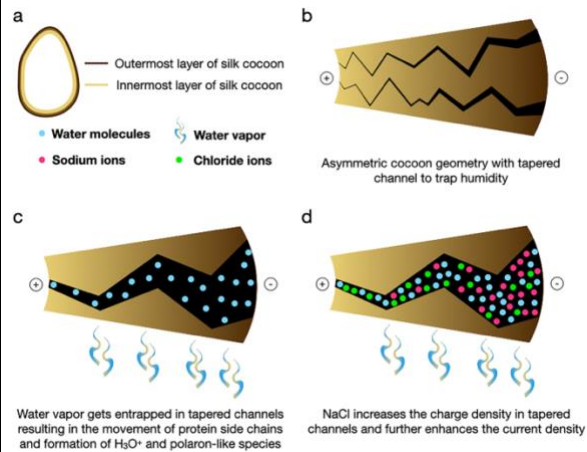 a
Outermost layer of silk cocoon
Innermost layer of silk cocoon
Water molecules
Water vapor
Sodium ions
Chloride ions
b
+
-
Asymmetric cocoon geometry with tapered
channel to trap humidity
c
+
-
Water vapor gets entrapped in tapered channels
resulting in the movement of protein side chains
and formation of H₃O⁺ and polaron-like species
d
+
-
NaCl increases the charge density in tapered
channels and further enhances the current density